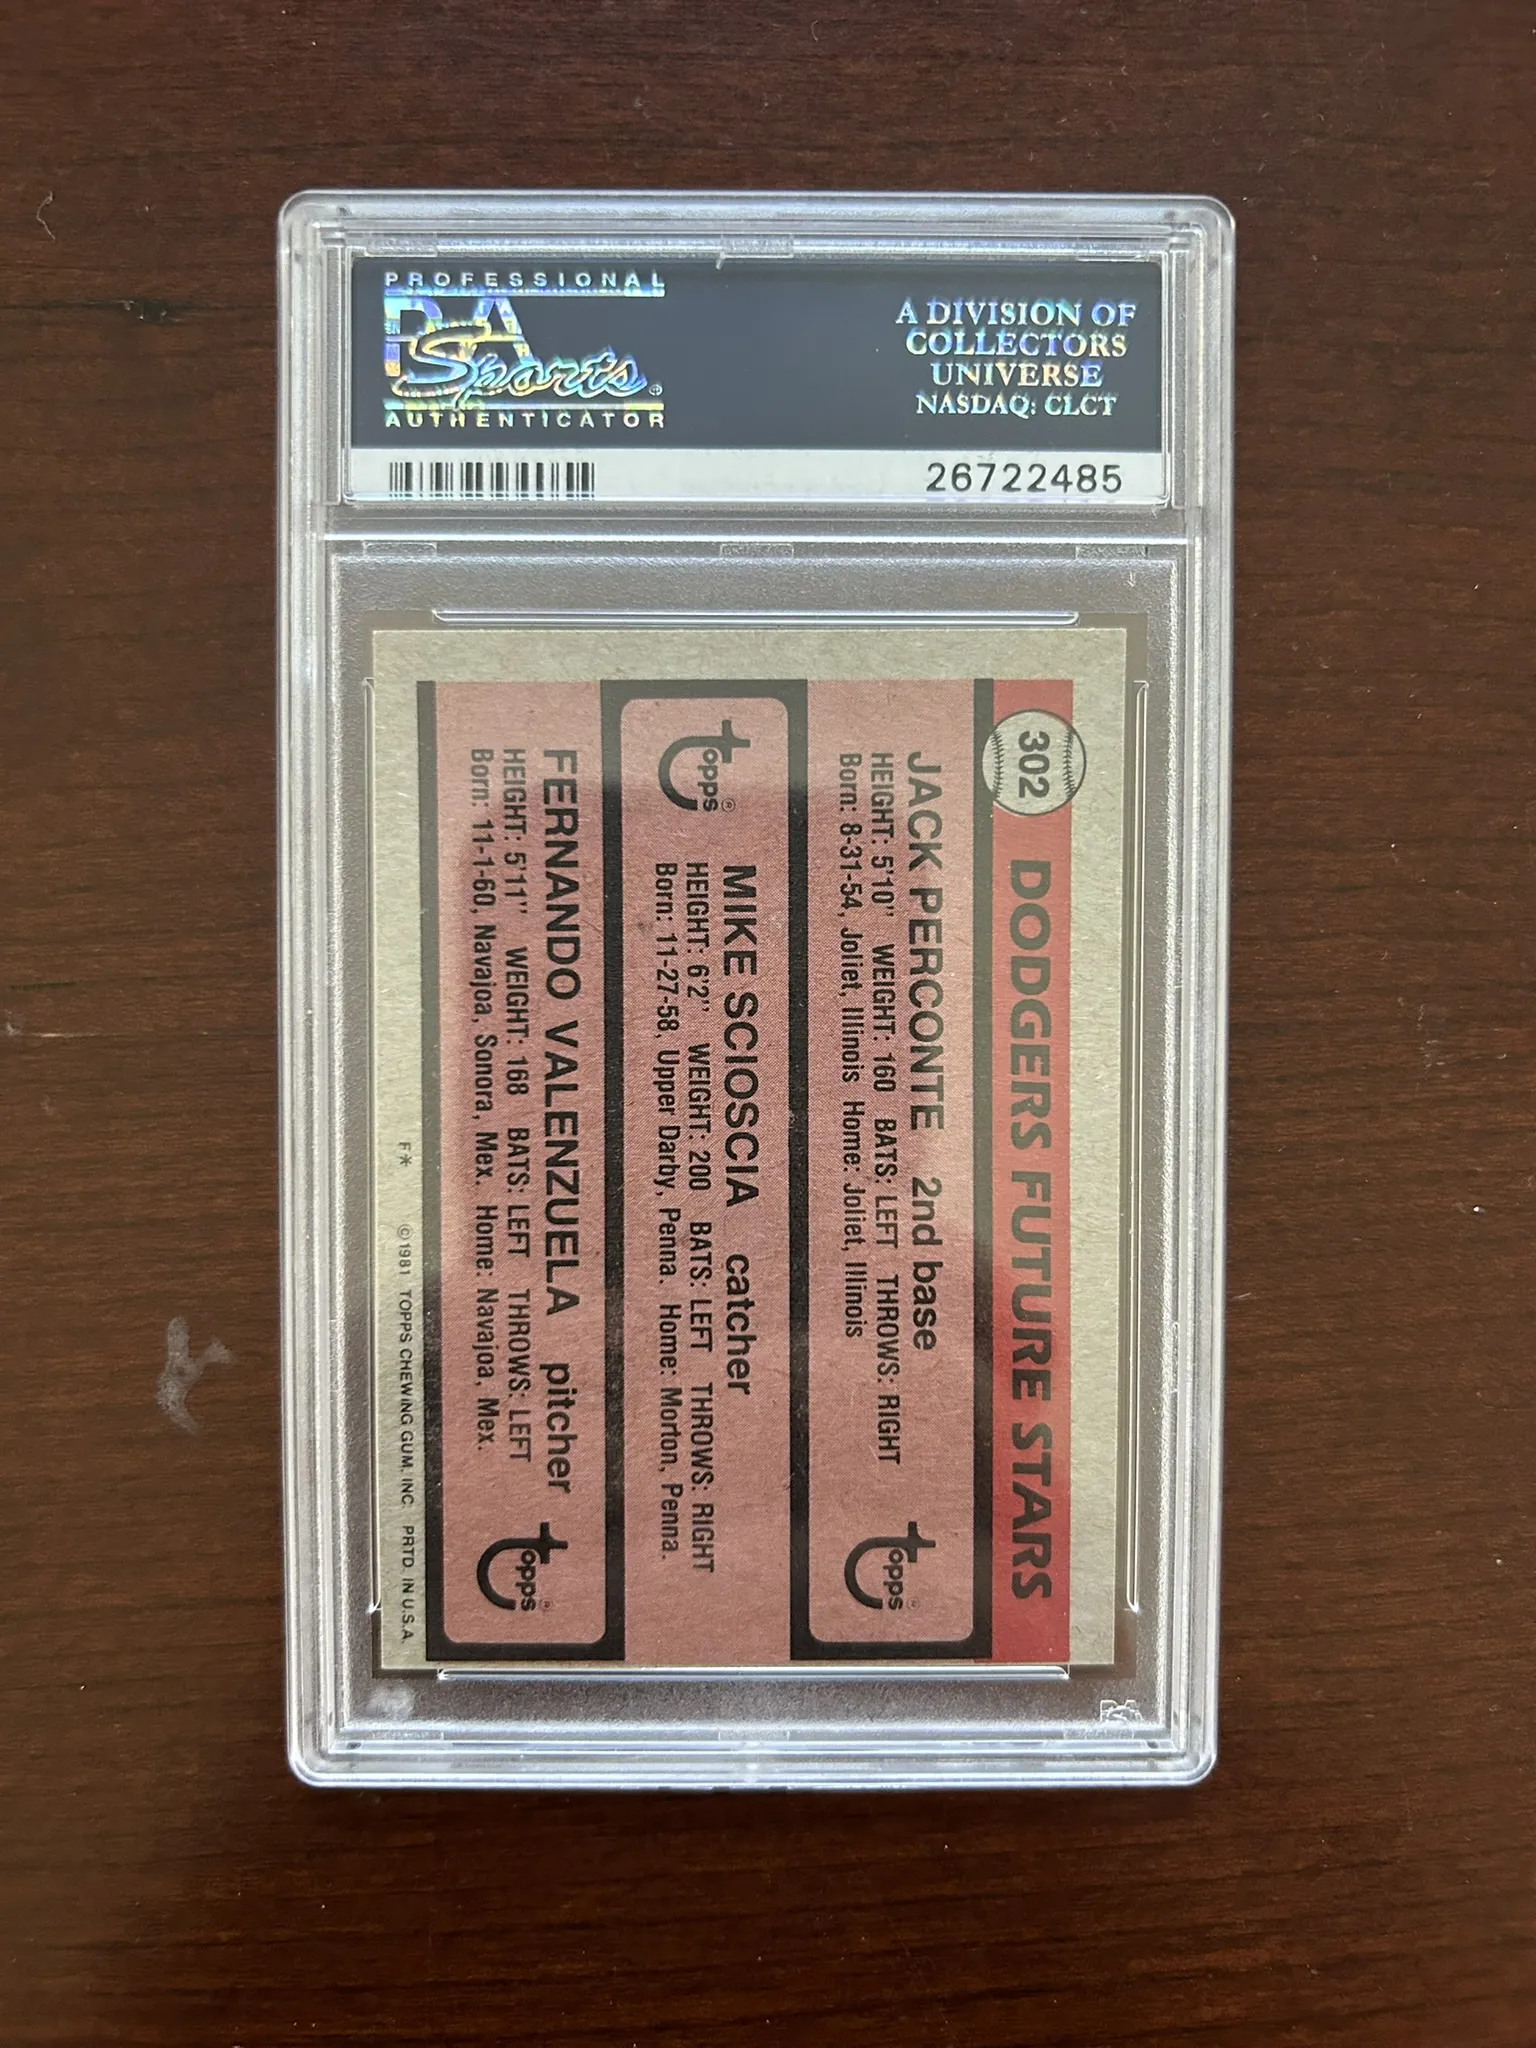 PROFESSIONAL
PSA
Sports
AUTHENTICATOR
A DIVISION OF
COLLECTORS
UNIVERSE
NASDAQ: CLCT
26722485
302 DODGERS FUTURE STARS
JACK PERCONTE 2nd base
HEIGHT: 5'10" WEIGHT: 160 BATS: LEFT THROWS: RIGHT
Born: 8-31-54, Joliet, Illinois Home: Joliet, Illinois
topps®
topps®
MIKE SCIOSCIA catcher
HEIGHT: 6'2" WEIGHT: 200 BATS: LEFT THROWS: RIGHT
Born: 11-27-58, Upper Darby, Penna. Home: Morton, Penna.
FERNANDO VALENZUELA pitcher
HEIGHT: 5'11" WEIGHT: 168 BATS: LEFT THROWS: LEFT
Born: 11-1-60, Navajoa, Sonora, Mex. Home: Navajoa, Mex.
topps®
F* ©1981 TOPPS CHEWING GUM, INC. PRTD. IN U.S.A.